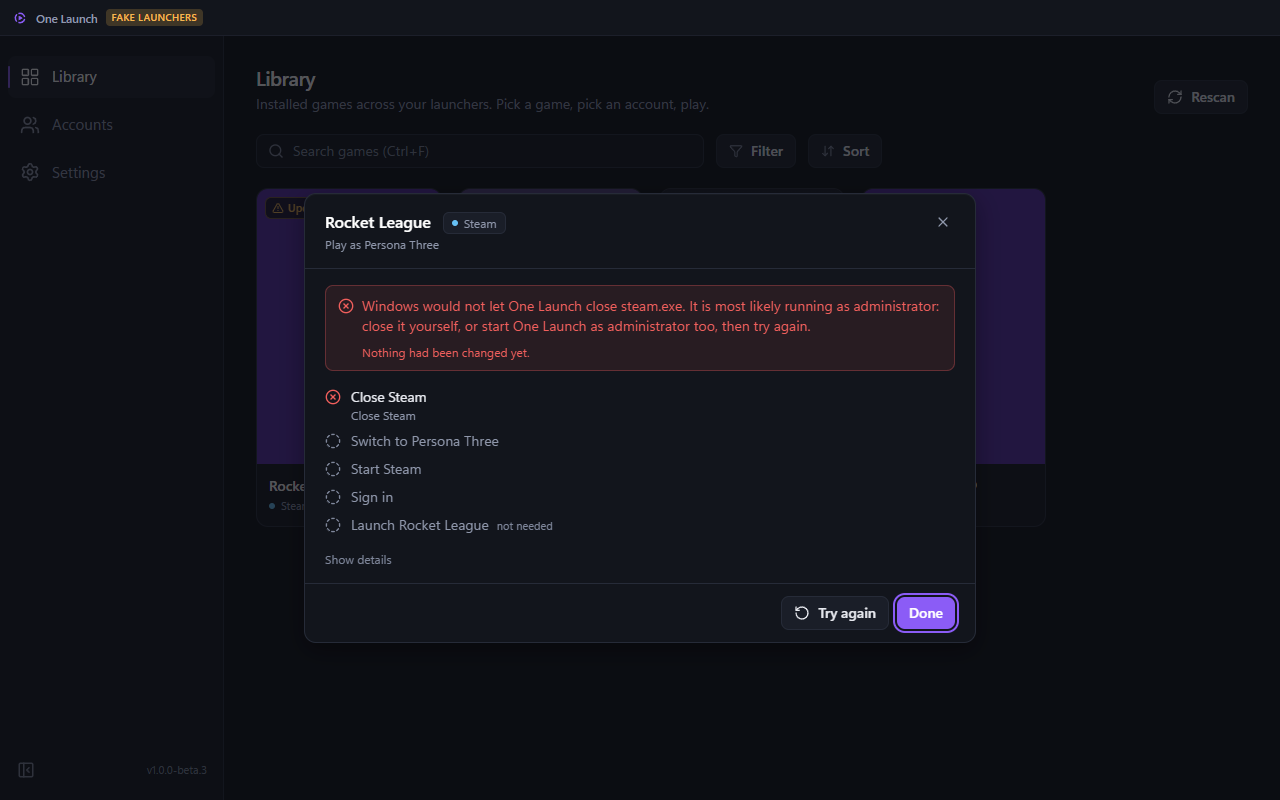 One Launch FAKE LAUNCHERS
Library
Accounts
Settings
Library
Installed games across your launchers. Pick a game, pick an account, play.
Rescan
Search games (Ctrl+F)
Filter
Sort
Rocket League Steam
Play as Persona Three
Windows would not let One Launch close steam.exe. It is most likely running as administrator:
close it yourself, or start One Launch as administrator too, then try again.
Nothing had been changed yet.
Close Steam
Close Steam
Switch to Persona Three
Start Steam
Sign in
Launch Rocket League not needed
Show details
Try again
Done
v1.0.0-beta.3